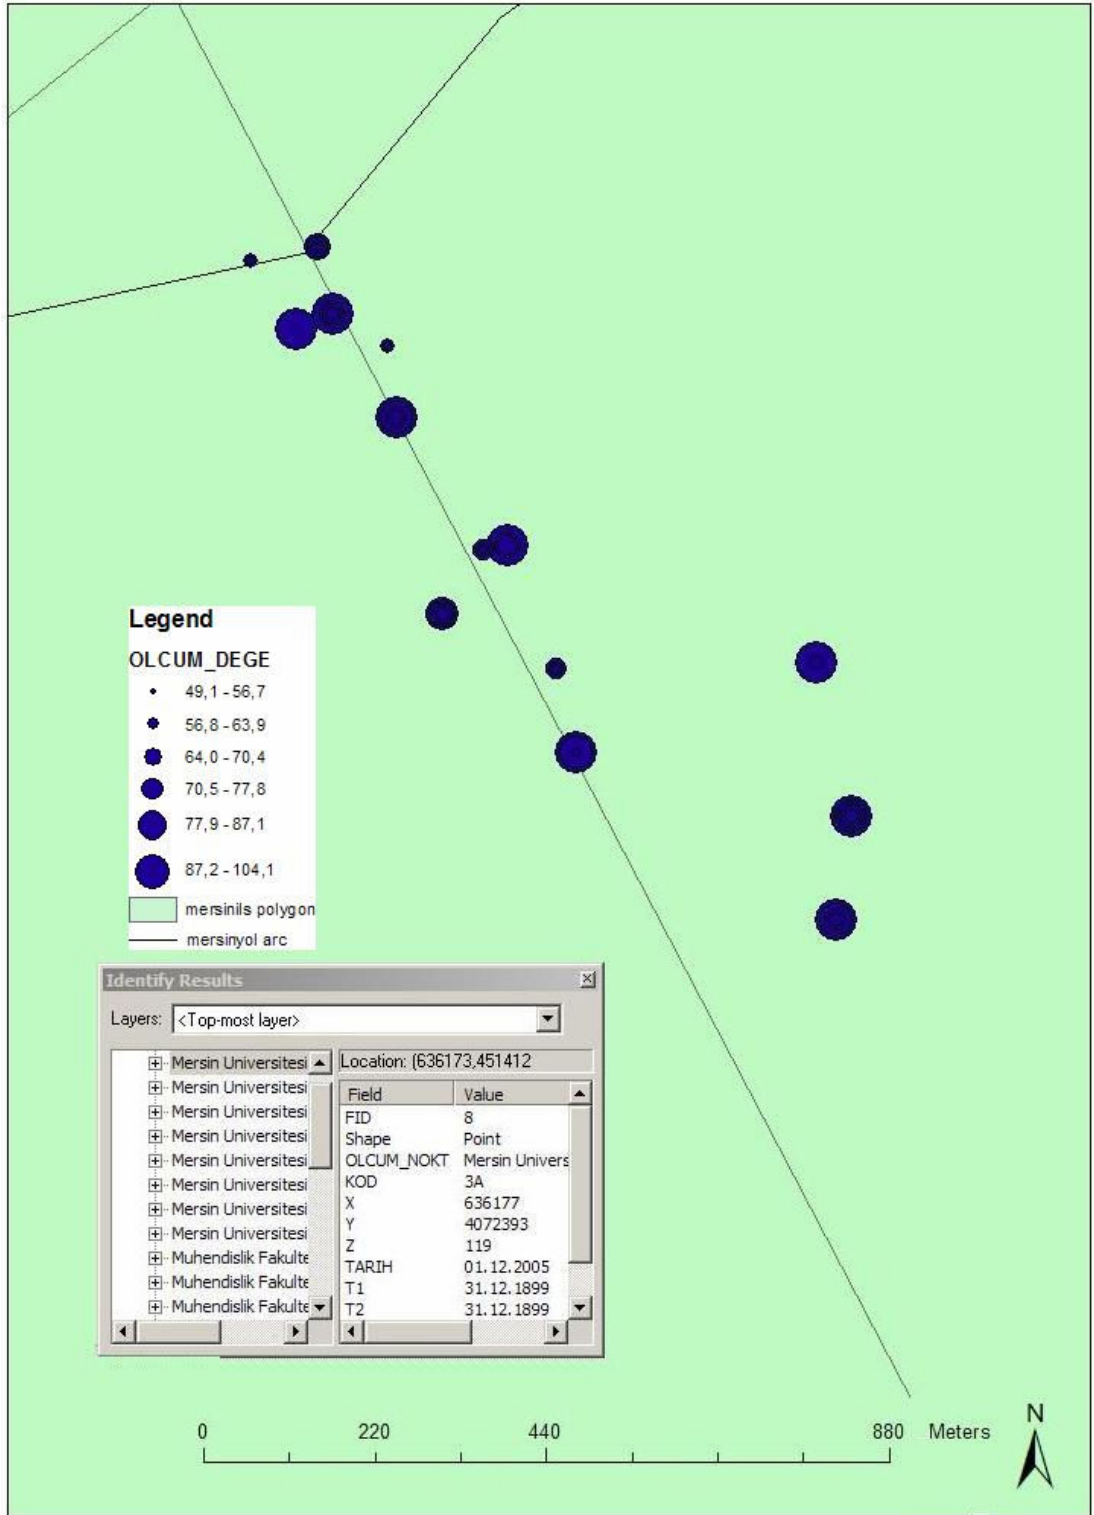 Legend
OLCUM_DEGE
49,1 - 56,7
56,8 - 63,9
64,0 - 70,4
70,5 - 77,8
77,9 - 87,1
87,2 - 104,1
mersinils polygon
mersinyol arc
Identify Results
Layers: <Top-most layer>
Location: (636173,451412
Mersin Universitesi
Mersin Universitesi
Mersin Universitesi
Mersin Universitesi
Mersin Universitesi
Mersin Universitesi
Mersin Universitesi
Mersin Universitesi
Muhendislik Fakulte
Muhendislik Fakulte
Muhendislik Fakulte
Field Value
FID 8
Shape Point
OLCUM_NOKT Mersin Univers
KOD 3A
X 636177
Y 4072393
Z 119
TARIH 01.12.2005
T1 31.12.1899
T2 31.12.1899
0 220 440 880 Meters
N